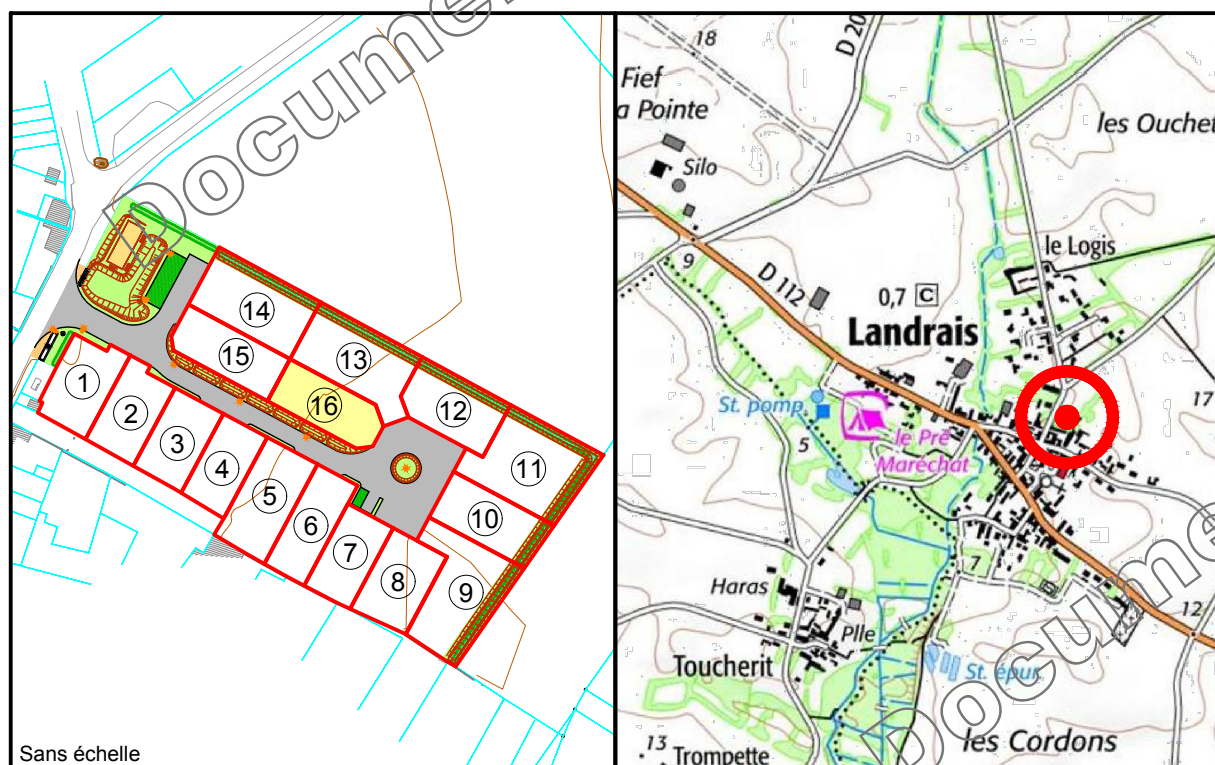 Docume
14
13
15
16
12
1
2
3
4
5
6
7
8
9
10
11
Sans échelle
18
D 20
Fief
a Pointe
les Ouchet
Silo
9
D 112
le Logis
0,7 C
Landrais
17
St. pomp
le Pré
Maréchat
5
7
Haras
Plle
12
Toucherit
St. épur.
Docume
les Cordons
13
Trompette